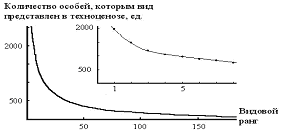 Количество особей, которым вид
представлен в техноценозе, ед.
2000
2000
500
1
5
500
50
100
150
Видовой
ранг